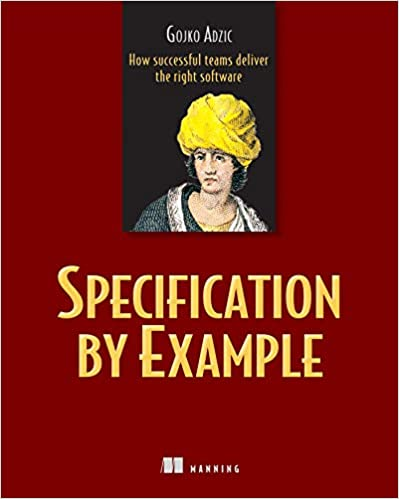 GOJKO ADZIC
How successful teams deliver
the right software
SPECIFICATION
BY EXAMPLE
MANNING